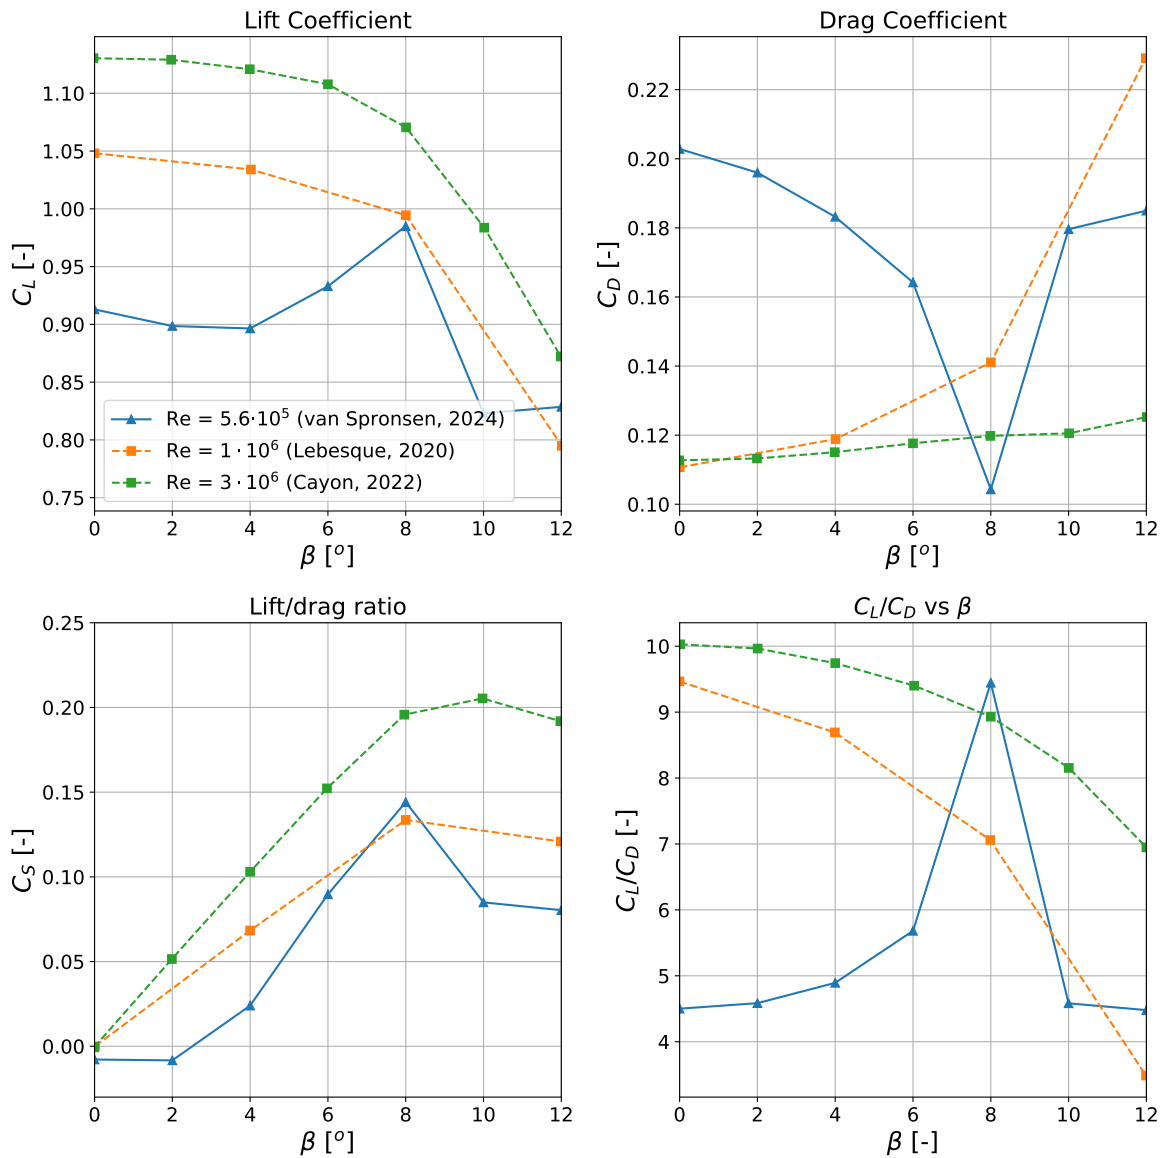 Lift Coefficient
C_L [-]
1.10
1.05
1.00
0.95
0.90
0.85
0.80
0.75
Re = 5.6·10⁵ (van Spronsen, 2024)
Re = 1·10⁶ (Lebesque, 2020)
Re = 3·10⁶ (Cayon, 2022)
0 2 4 6 8 10 12
β [°]
Drag Coefficient
C_D [-]
0.22
0.20
0.18
0.16
0.14
0.12
0.10
0 2 4 6 8 10 12
β [°]
Lift/drag ratio
C_S [-]
0.25
0.20
0.15
0.10
0.05
0.00
0 2 4 6 8 10 12
β [°]
C_L/C_D vs β
C_L/C_D [-]
10
9
8
7
6
5
4
0 2 4 6 8 10 12
β [-]